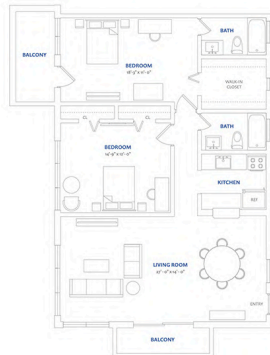 BATH
BALCONY
BEDROOM
WALK-IN
CLOSET
CL
CL
BATH
BEDROOM
KITCHEN
REF
LIVING ROOM
ENTRY
BALCONY